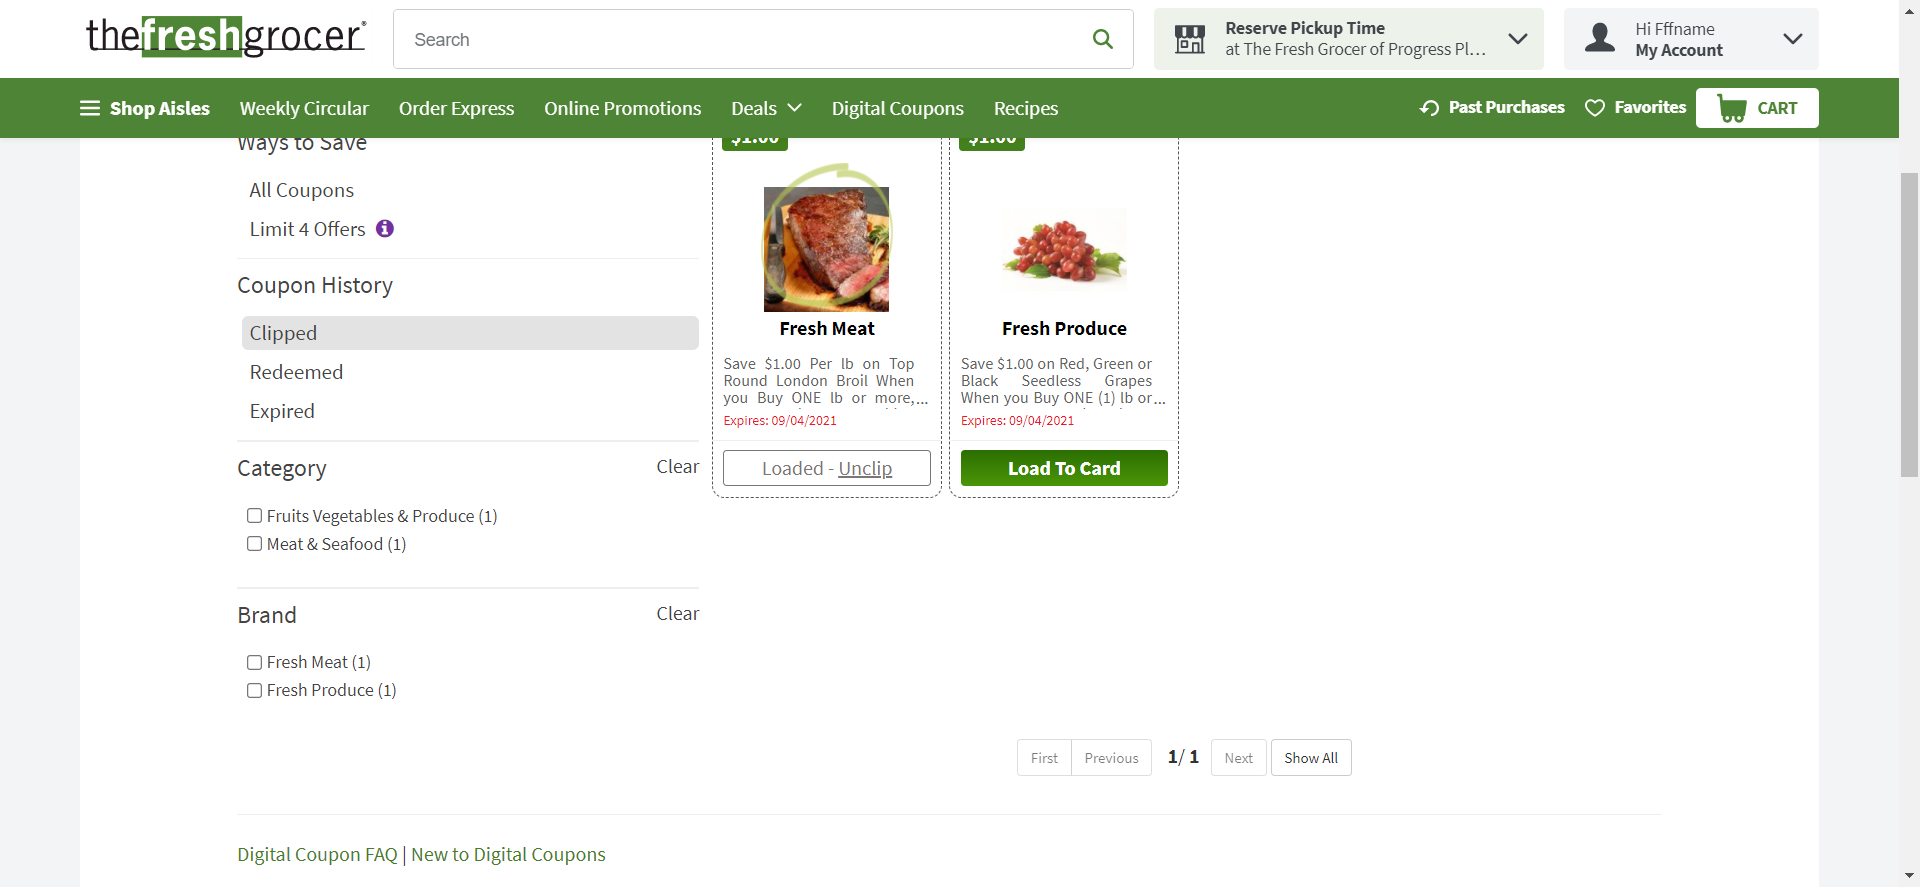 thefreshgrocer®
Search
Reserve Pickup Time
at The Fresh Grocer of Progress Pl...
Hi Fffname
My Account
Shop Aisles
Weekly Circular
Order Express
Online Promotions
Deals
Digital Coupons
Recipes
Past Purchases
Favorites
CART
Ways to Save
All Coupons
Limit 4 Offers
Coupon History
Clipped
Redeemed
Expired
Category
Clear
Fruits Vegetables & Produce (1)
Meat & Seafood (1)
Brand
Clear
Fresh Meat (1)
Fresh Produce (1)
$1.00
Fresh Meat
Save $1.00 Per lb on Top
Round London Broil When
you Buy ONE lb or more,...
Expires: 09/04/2021
Loaded - Unclip
$1.00
Fresh Produce
Save $1.00 on Red, Green or
Black Seedless Grapes
When you Buy ONE (1) lb or...
Expires: 09/04/2021
Load To Card
First
Previous
1/ 1
Next
Show All
Digital Coupon FAQ | New to Digital Coupons